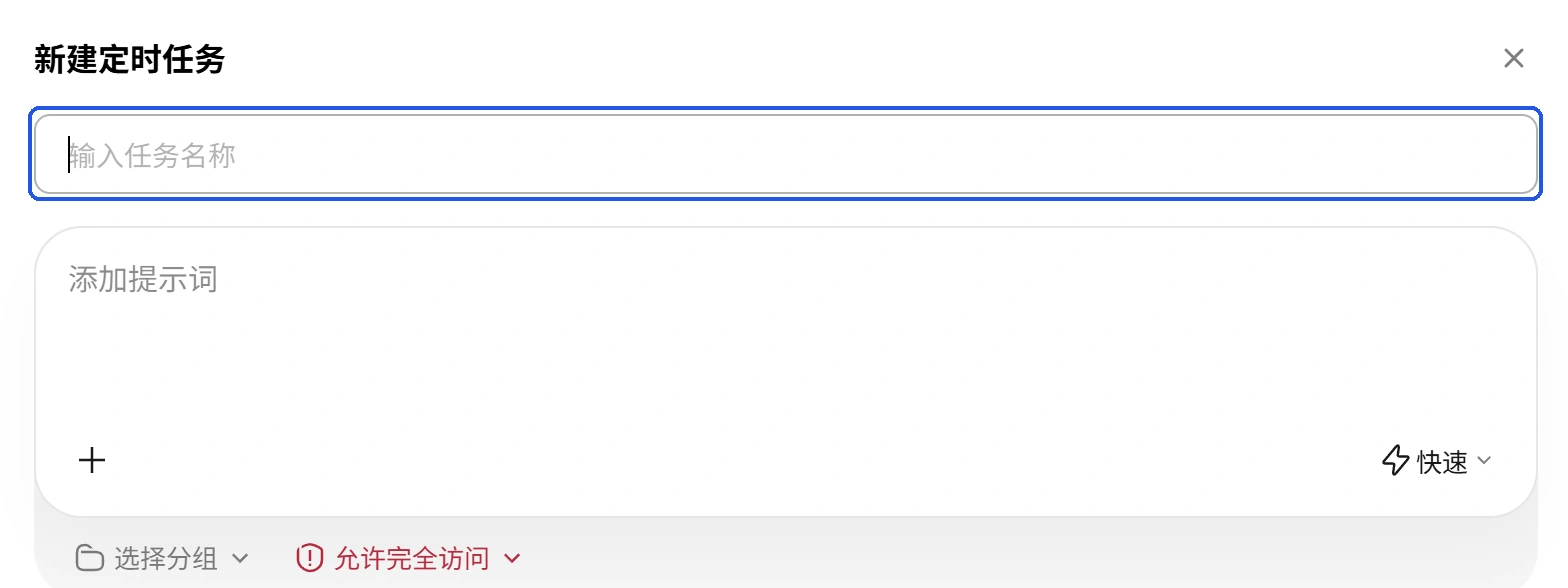 新建定时任务
输入任务名称
添加提示词
快速
选择分组 允许完全访问